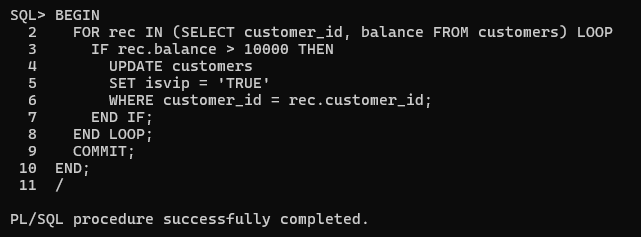 SQL> BEGIN
  2    FOR rec IN (SELECT customer_id, balance FROM customers) LOOP
  3      IF rec.balance > 10000 THEN
  4        UPDATE customers
  5        SET isvip = 'TRUE'
  6        WHERE customer_id = rec.customer_id;
  7      END IF;
  8    END LOOP;
  9    COMMIT;
 10  END;
 11  /
PL/SQL procedure successfully completed.